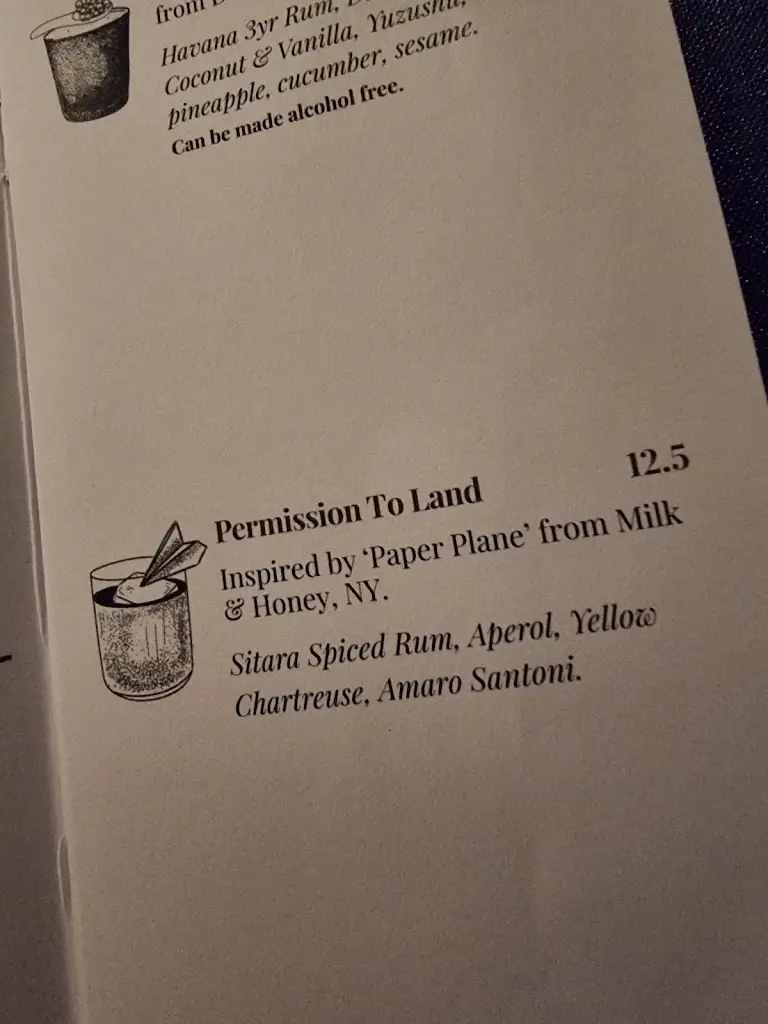 from
Havana 3yr Rum,
Coconut & Vanilla, Yuzushu,
pineapple, cucumber, sesame.
Can be made alcohol free.
Permission To Land 12.5
Inspired by ‘Paper Plane’ from Milk
& Honey, NY.
Sitara Spiced Rum, Aperol, Yellow
Chartreuse, Amaro Santoni.